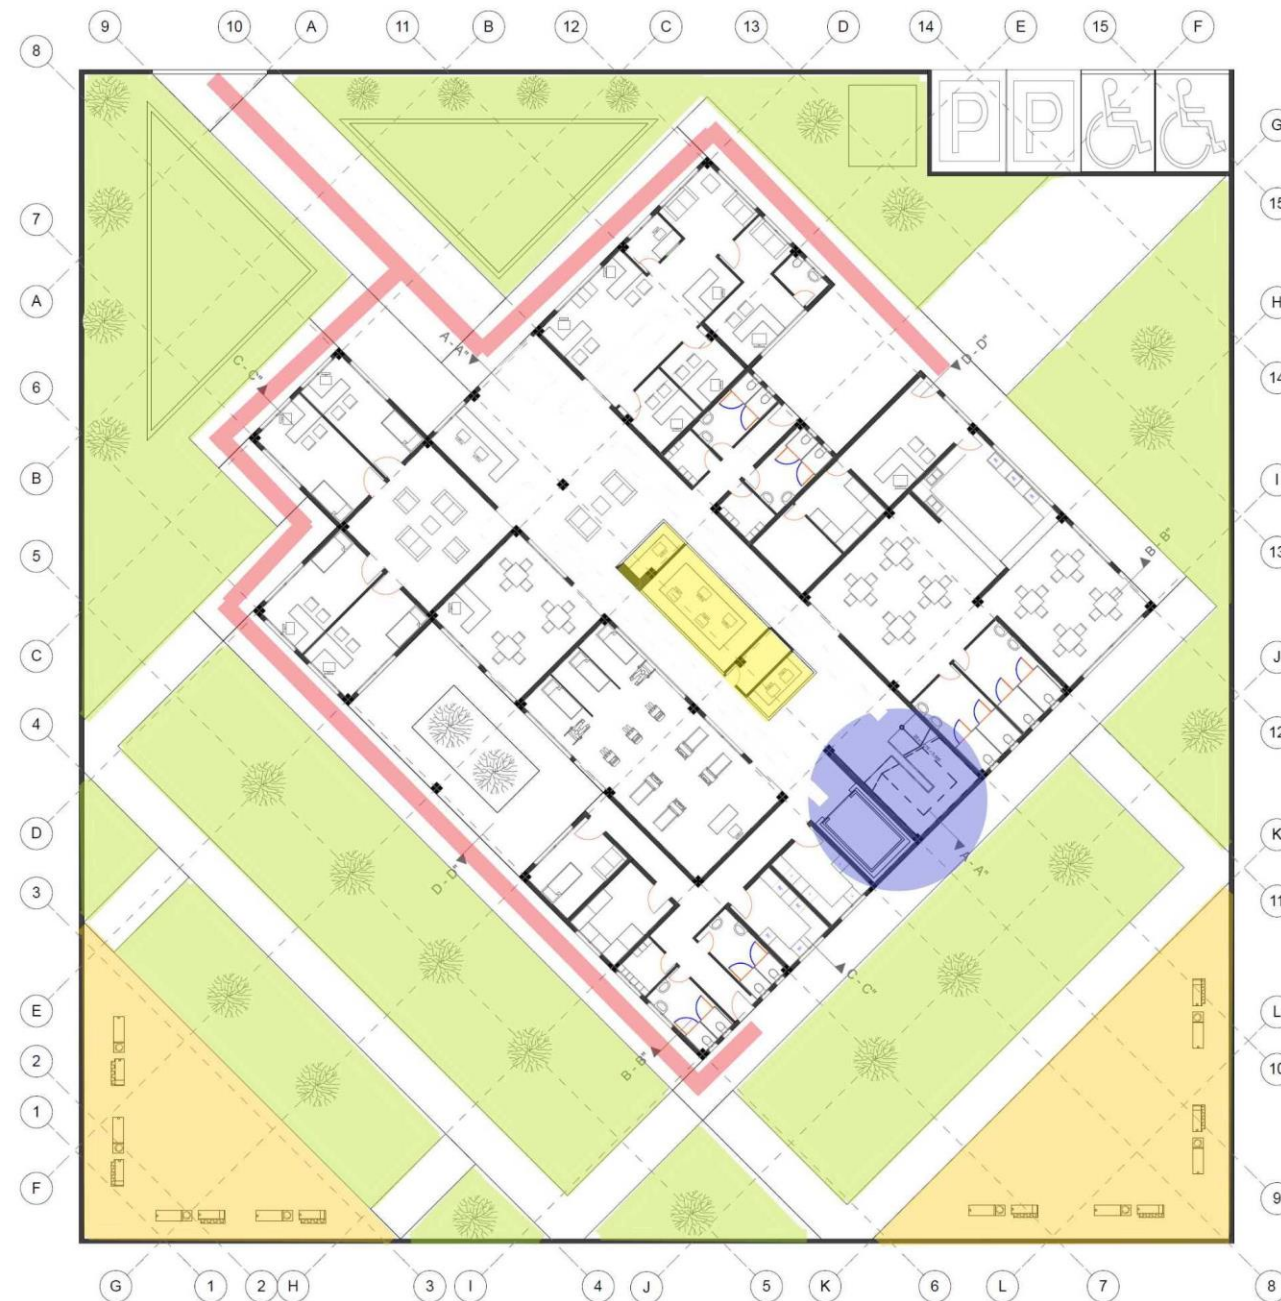 9 10 A 11 B 12 C 13 D 14 E 15 F
8
P P
G
7
15
A
A - A"
H
C - C"
D - D"
6
14
B
I
B - B"
13
5
C
J
4
12
D
K
A - A"
3
D - D"
11
C - C"
E
L
2
B - B"
10
1
F
9
G 1 2 H 3 I 4 J 5 K 6 L 7 8